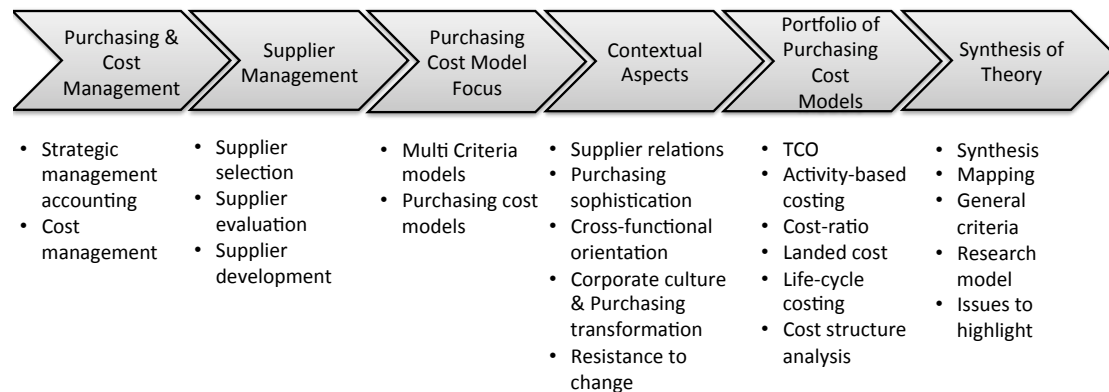 Purchasing &
Cost
Management
Supplier
Management
Purchasing
Cost Model
Focus
Contextual
Aspects
Portfolio of
Purchasing
Cost
Models
Synthesis of
Theory
• Strategic
management
accounting
• Cost
management
• Supplier
selection
• Supplier
evaluation
• Supplier
development
• Multi Criteria
models
• Purchasing cost
models
• Supplier relations
• Purchasing
sophistication
• Cross-functional
orientation
• Corporate culture
& Purchasing
transformation
• Resistance to
change
• TCO
• Activity-based
costing
• Cost-ratio
• Landed cost
• Life-cycle
costing
• Cost structure
analysis
• Synthesis
• Mapping
• General
criteria
• Research
model
• Issues to
highlight